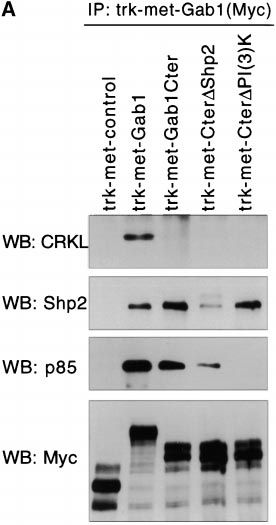 A
IP: trk-met-Gab1(Myc)
trk-met-control
trk-met-Gab1
trk-met-Gab1Cter
trk-met-CterΔShp2
trk-met-CterΔPI(3)K
WB: CRKL
WB: Shp2
WB: p85
WB: Myc